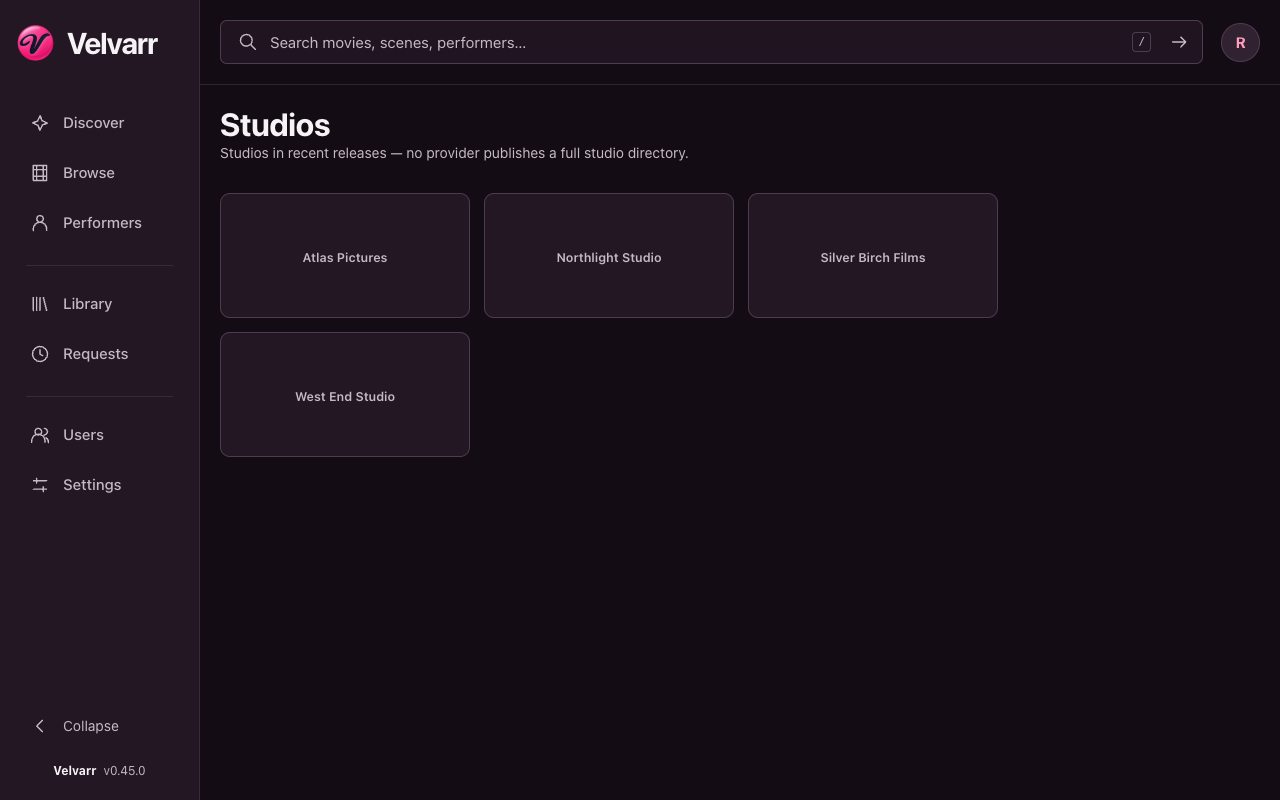 Velvarr
Search movies, scenes, performers...
/
R
Discover
Browse
Performers
Library
Requests
Users
Settings
Collapse
Velvarr v0.45.0
Studios
Studios in recent releases — no provider publishes a full studio directory.
Atlas Pictures
Northlight Studio
Silver Birch Films
West End Studio